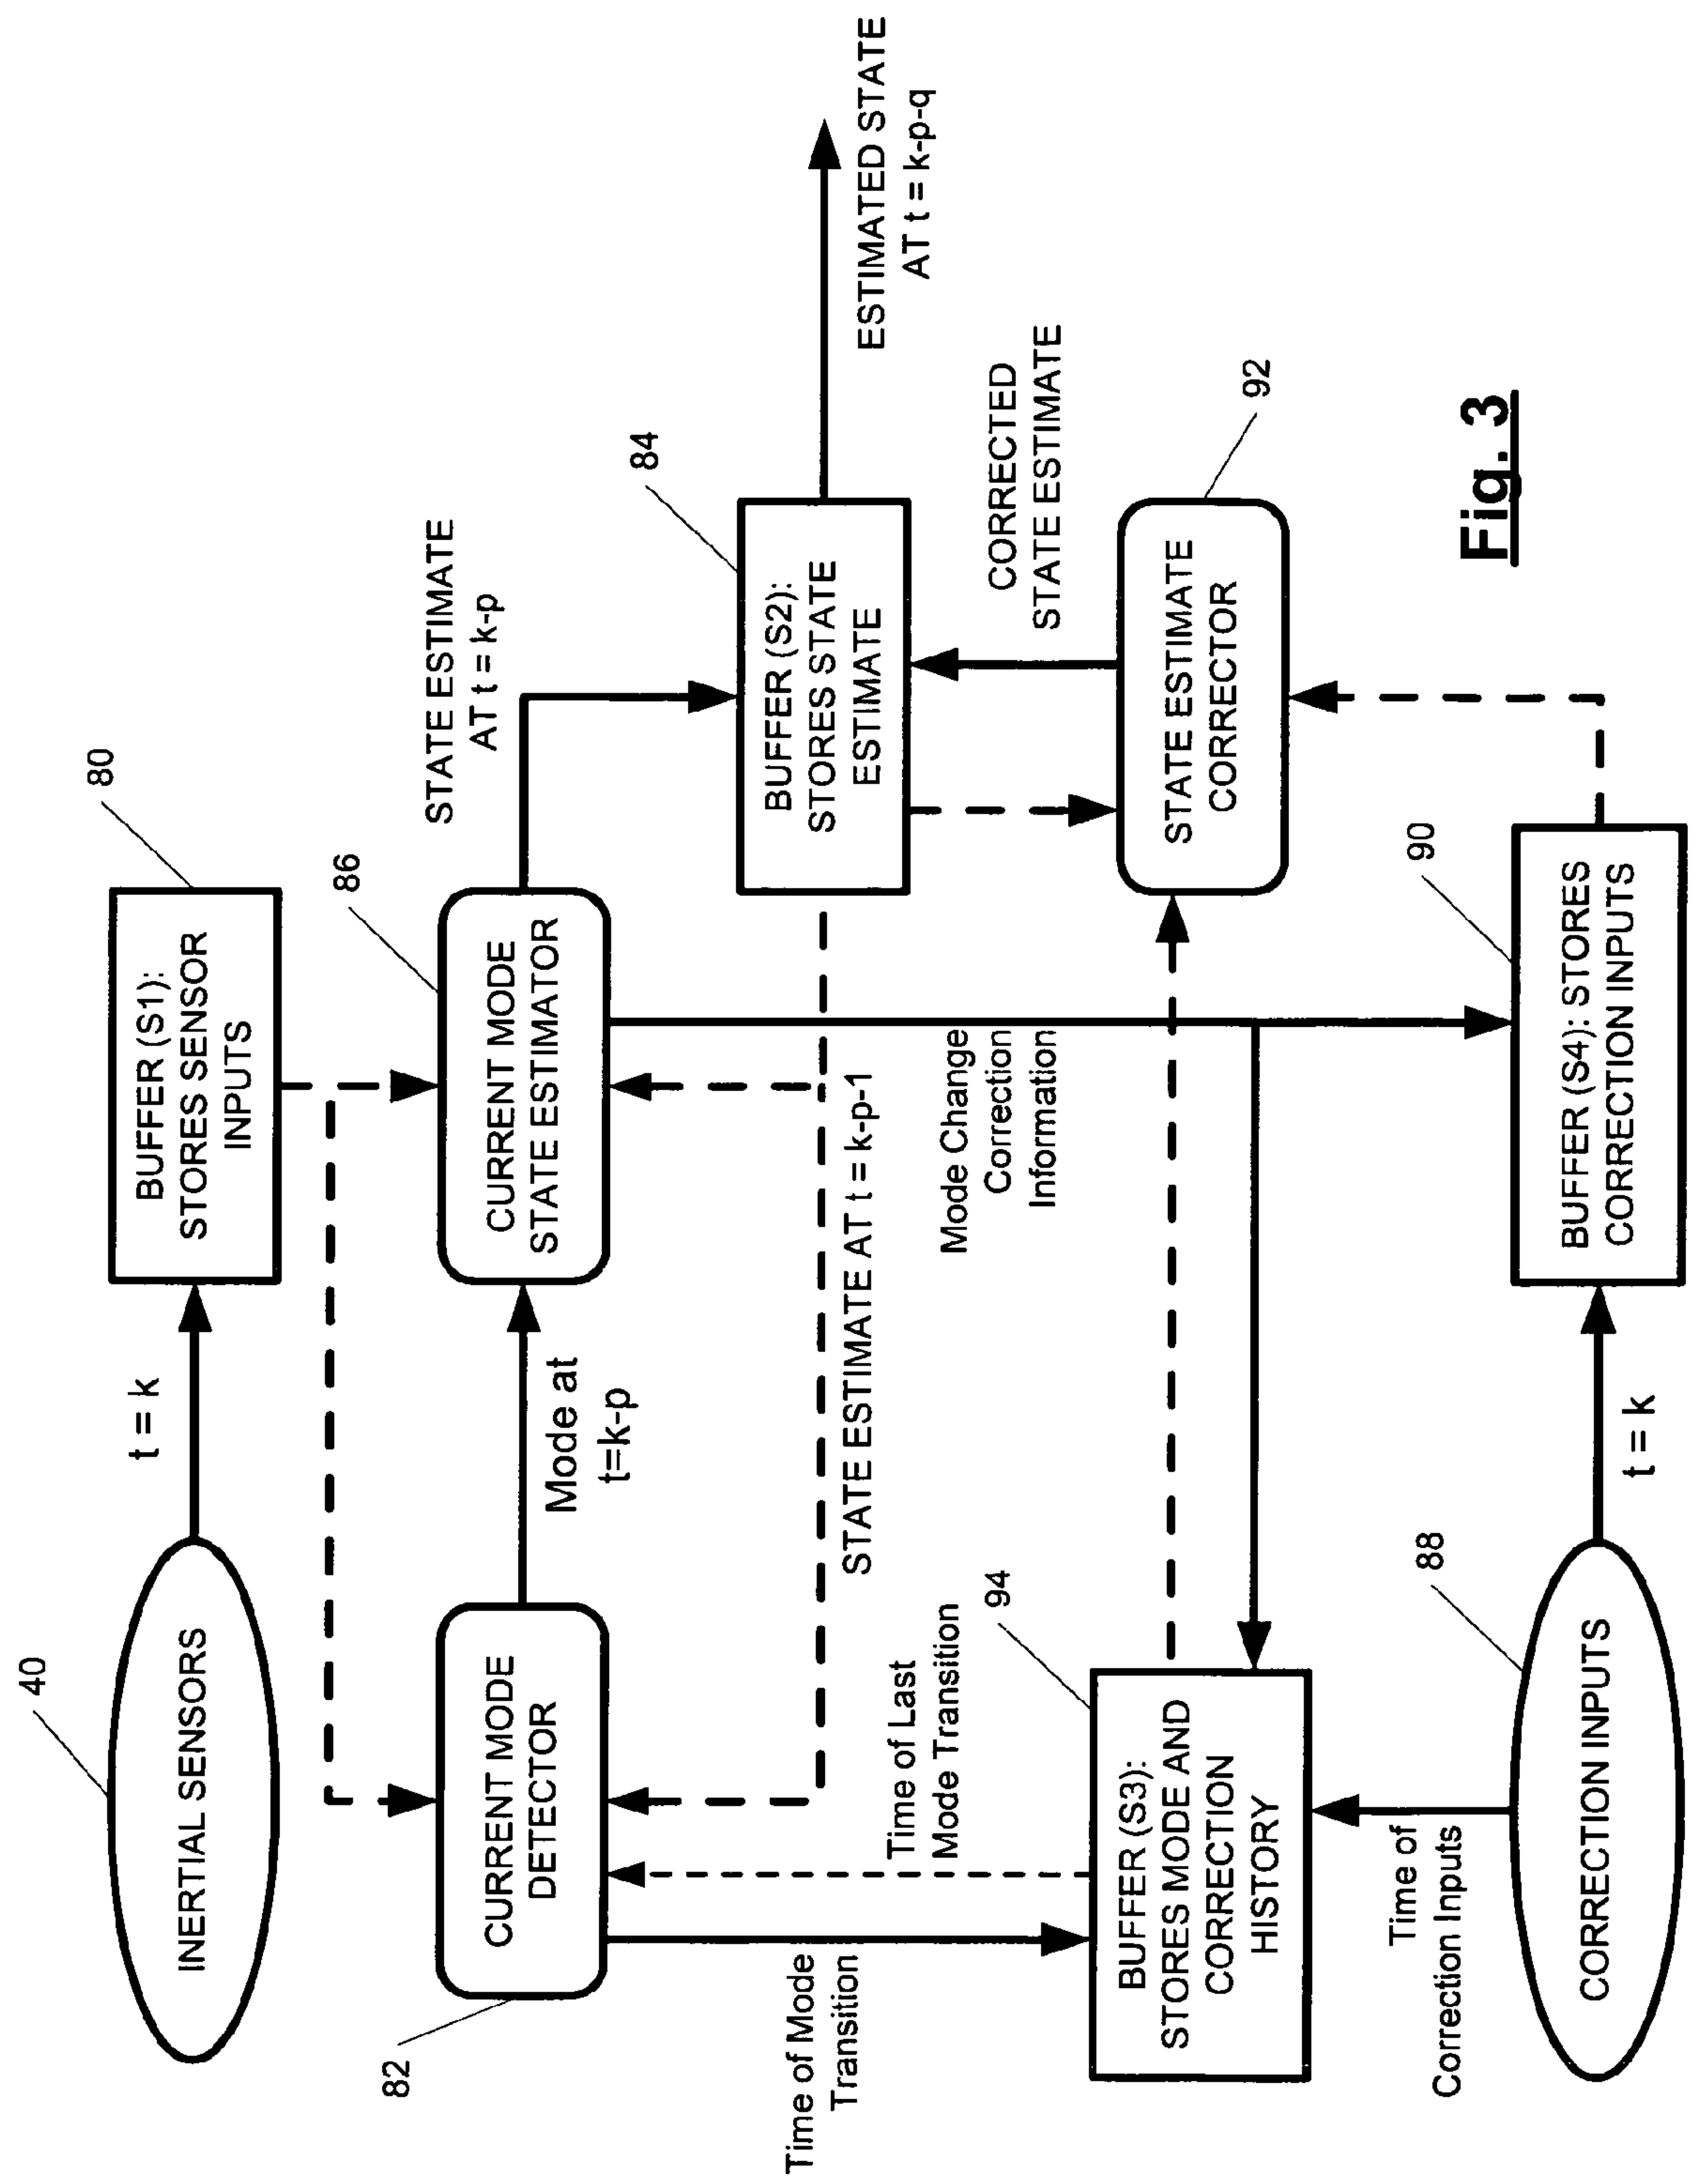 40
INERTIAL SENSORS
t = k
80
BUFFER (S1):
STORES SENSOR
INPUTS
82
CURRENT MODE
DETECTOR
Mode at
t=k-p
86
CURRENT MODE
STATE ESTIMATOR
STATE ESTIMATE
AT t = k-p
84
BUFFER (S2):
STORES STATE
ESTIMATE
ESTIMATED STATE
AT t = k-p-q
STATE ESTIMATE AT t = k-p-1
Time of Mode
Transition
Time of Last
Mode Transition
Mode Change
Correction
Information
CORRECTED
STATE ESTIMATE
94
BUFFER (S3):
STORES MODE AND
CORRECTION
HISTORY
92
STATE ESTIMATE
CORRECTOR
Time of
Correction Inputs
88
CORRECTION INPUTS
t = k
90
BUFFER (S4): STORES
CORRECTION INPUTS
Fig. 3